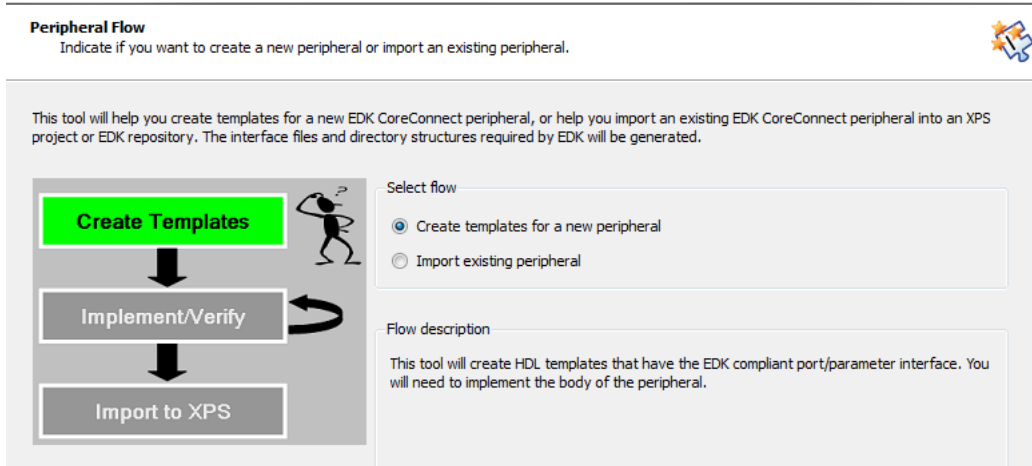 Peripheral Flow
Indicate if you want to create a new peripheral or import an existing peripheral.
This tool will help you create templates for a new EDK CoreConnect peripheral, or help you import an existing EDK CoreConnect peripheral into an XPS
project or EDK repository. The interface files and directory structures required by EDK will be generated.
Create Templates
?
Implement/Verify
Import to XPS
Select flow
Create templates for a new peripheral
Import existing peripheral
Flow description
This tool will create HDL templates that have the EDK compliant port/parameter interface. You
will need to implement the body of the peripheral.